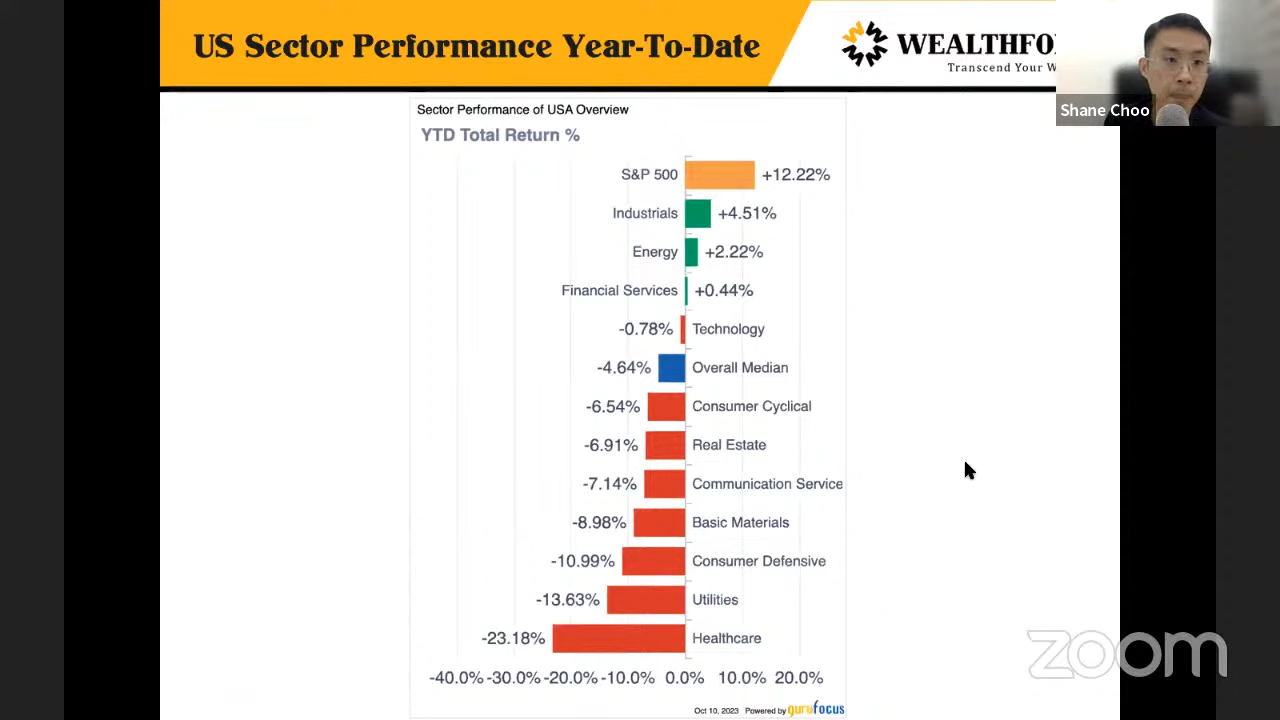 US Sector Performance Year-To-Date
WEALTHFO
Transcend Your W
Shane Choo
Sector Performance of USA Overview
YTD Total Return %
S&P 500 +12.22%
Industrials +4.51%
Energy +2.22%
Financial Services +0.44%
-0.78% Technology
-4.64% Overall Median
-6.54% Consumer Cyclical
-6.91% Real Estate
-7.14% Communication Service
-8.98% Basic Materials
-10.99% Consumer Defensive
-13.63% Utilities
-23.18% Healthcare
-40.0% -30.0% -20.0% -10.0% 0.0% 10.0% 20.0%
Oct 10, 2023 Powered by gurufocus
zoom